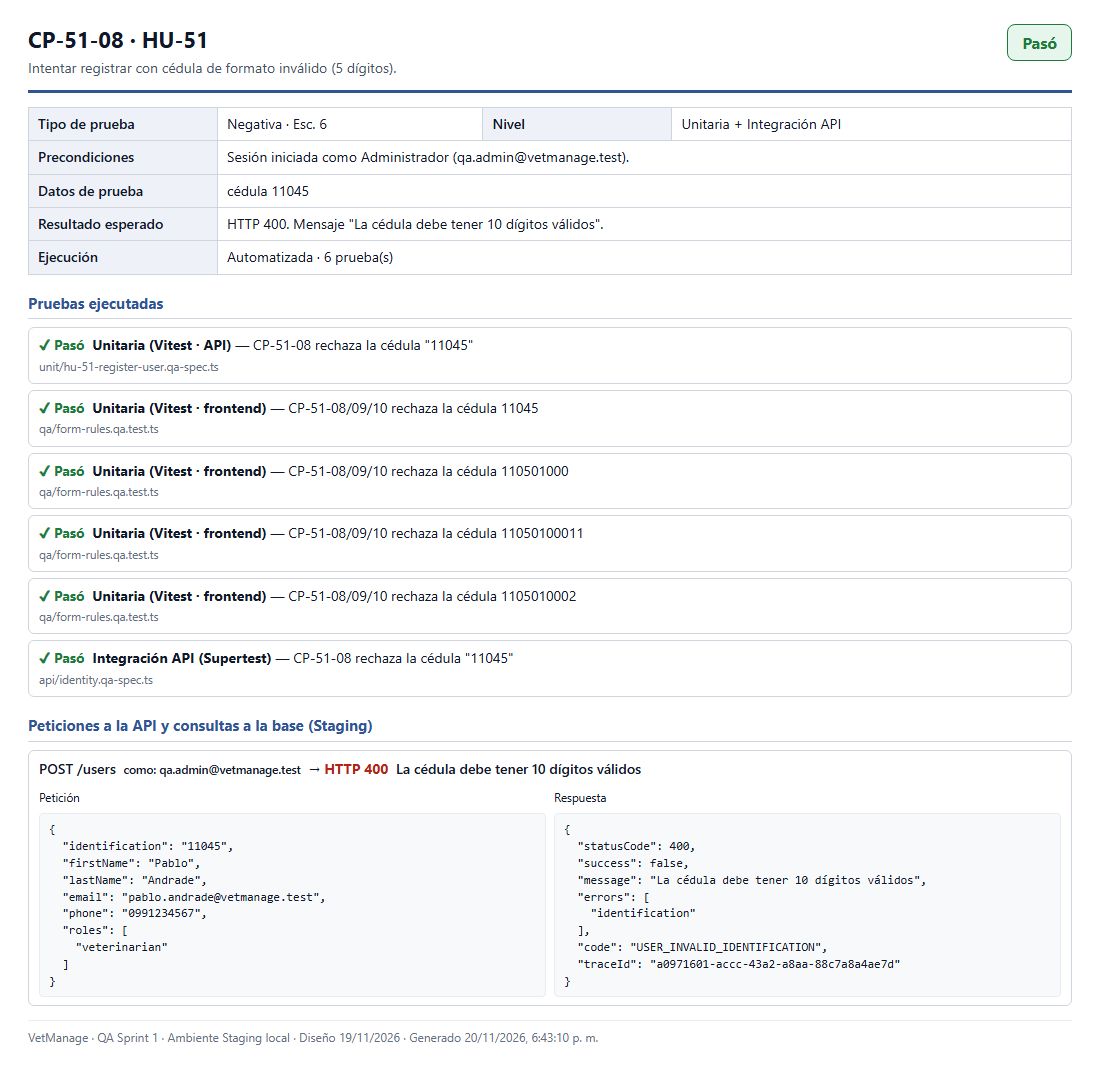 CP-51-08 · HU-51
Pasó
Intentar registrar con cédula de formato inválido (5 dígitos).
Tipo de prueba Negativa · Esc. 6 Nivel Unitaria + Integración API
Precondiciones Sesión iniciada como Administrador (qa.admin@vetmanage.test).
Datos de prueba cédula 11045
Resultado esperado HTTP 400. Mensaje "La cédula debe tener 10 dígitos válidos".
Ejecución Automatizada · 6 prueba(s)
Pruebas ejecutadas
✓ Pasó Unitaria (Vitest · API) — CP-51-08 rechaza la cédula "11045"
unit/hu-51-register-user.qa-spec.ts
✓ Pasó Unitaria (Vitest · frontend) — CP-51-08/09/10 rechaza la cédula 11045
qa/form-rules.qa.test.ts
✓ Pasó Unitaria (Vitest · frontend) — CP-51-08/09/10 rechaza la cédula 110501000
qa/form-rules.qa.test.ts
✓ Pasó Unitaria (Vitest · frontend) — CP-51-08/09/10 rechaza la cédula 11050100011
qa/form-rules.qa.test.ts
✓ Pasó Unitaria (Vitest · frontend) — CP-51-08/09/10 rechaza la cédula 1105010002
qa/form-rules.qa.test.ts
✓ Pasó Integración API (Supertest) — CP-51-08 rechaza la cédula "11045"
api/identity.qa-spec.ts
Peticiones a la API y consultas a la base (Staging)
POST /users como: qa.admin@vetmanage.test → HTTP 400 La cédula debe tener 10 dígitos válidos
Petición
{
  "identification": "11045",
  "firstName": "Pablo",
  "lastName": "Andrade",
  "email": "pablo.andrade@vetmanage.test",
  "phone": "0991234567",
  "roles": [
    "veterinarian"
  ]
}
Respuesta
{
  "statusCode": 400,
  "success": false,
  "message": "La cédula debe tener 10 dígitos válidos",
  "errors": [
    "identification"
  ],
  "code": "USER_INVALID_IDENTIFICATION",
  "traceId": "a0971601-accc-43a2-a8aa-88c7a8a4ae7d"
}
VetManage · QA Sprint 1 · Ambiente Staging local · Diseño 19/11/2026 · Generado 20/11/2026, 6:43:10 p. m.